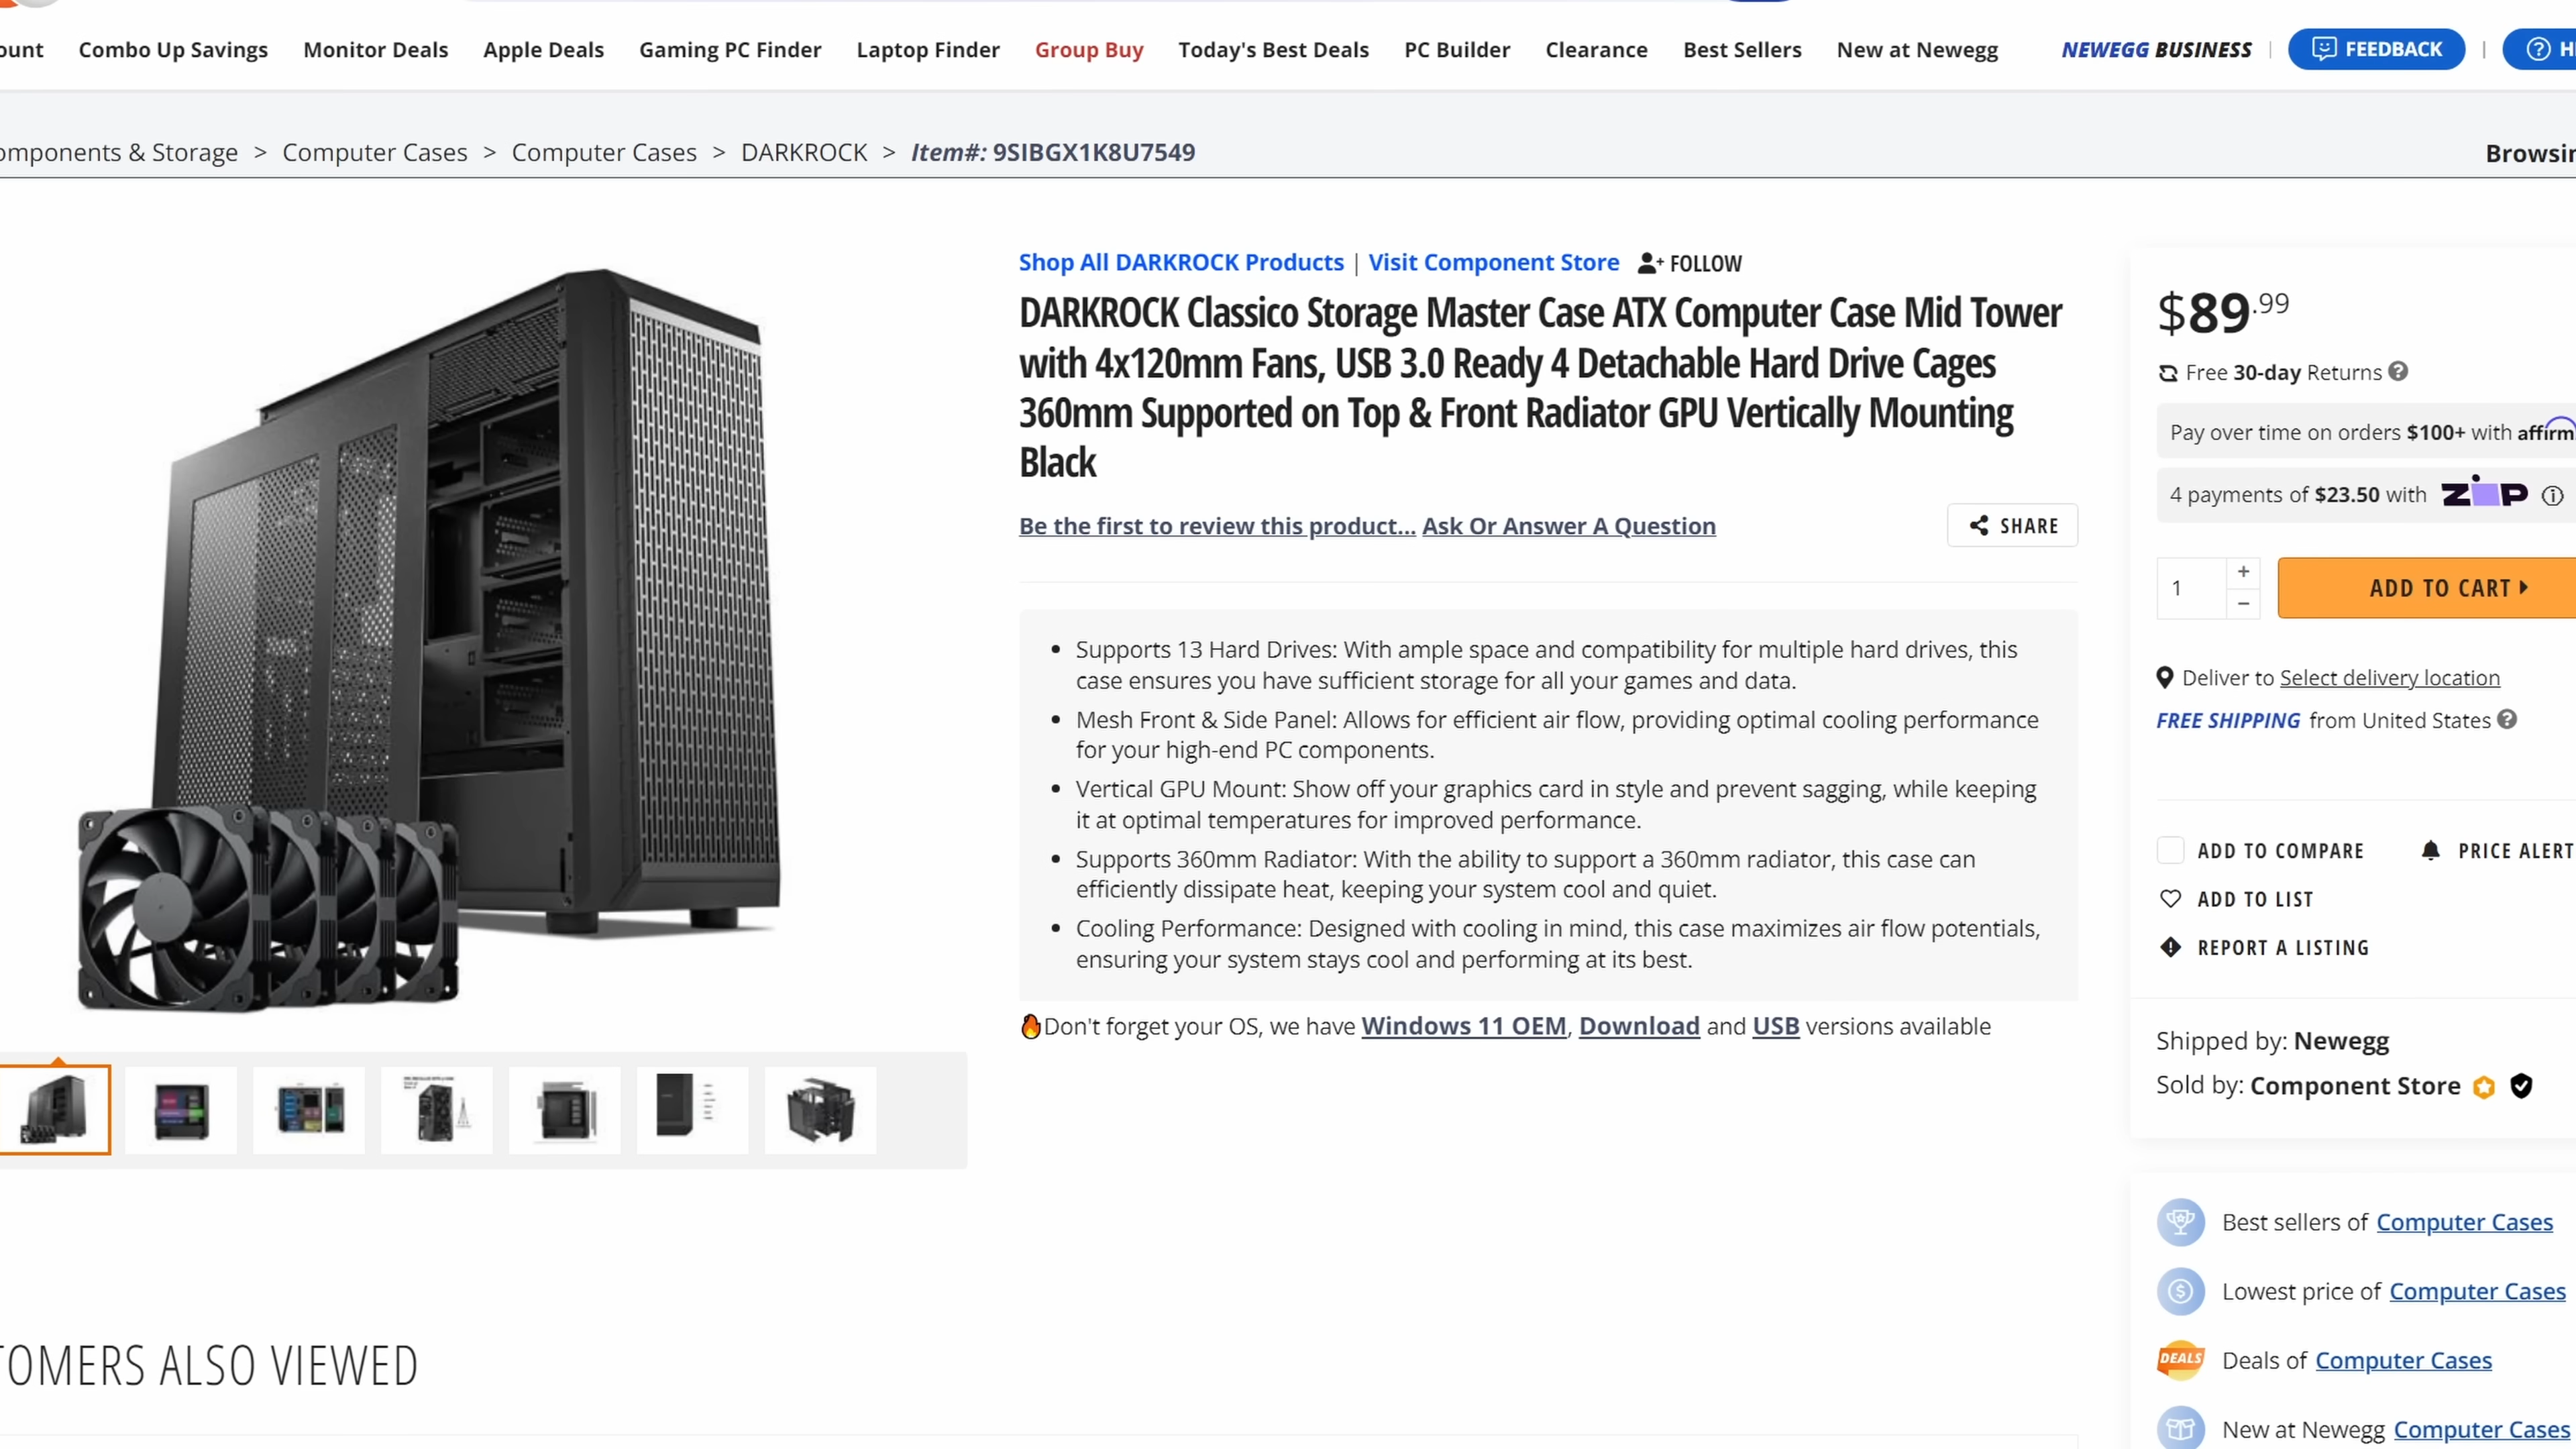 ount Combo Up Savings Monitor Deals Apple Deals Gaming PC Finder Laptop Finder Group Buy Today's Best Deals PC Builder Clearance Best Sellers New at Newegg NEWEGG BUSINESS | FEEDBACK | HE
omponents & Storage > Computer Cases > Computer Cases > DARKROCK > Item#: 9SIBGX1K8U7549
Browsin
Shop All DARKROCK Products | Visit Component Store FOLLOW
DARKROCK Classico Storage Master Case ATX Computer Case Mid Tower
with 4x120mm Fans, USB 3.0 Ready 4 Detachable Hard Drive Cages
360mm Supported on Top & Front Radiator GPU Vertically Mounting
Black
Be the first to review this product... Ask Or Answer A Question
SHARE
• Supports 13 Hard Drives: With ample space and compatibility for multiple hard drives, this
case ensures you have sufficient storage for all your games and data.
• Mesh Front & Side Panel: Allows for efficient air flow, providing optimal cooling performance
for your high-end PC components.
• Vertical GPU Mount: Show off your graphics card in style and prevent sagging, while keeping
it at optimal temperatures for improved performance.
• Supports 360mm Radiator: With the ability to support a 360mm radiator, this case can
efficiently dissipate heat, keeping your system cool and quiet.
• Cooling Performance: Designed with cooling in mind, this case maximizes air flow potentials,
ensuring your system stays cool and performing at its best.
🔥Don't forget your OS, we have Windows 11 OEM, Download and USB versions available
$89.99
Free 30-day Returns ?
Pay over time on orders $100+ with affirm
4 payments of $23.50 with ZIP
1 + −
ADD TO CART
Deliver to Select delivery location
FREE SHIPPING from United States ?
ADD TO COMPARE
PRICE ALERT
ADD TO LIST
REPORT A LISTING
Shipped by: Newegg
Sold by: Component Store
Best sellers of Computer Cases
Lowest price of Computer Cases
DEALS Deals of Computer Cases
New at Newegg Computer Cases
TOMERS ALSO VIEWED